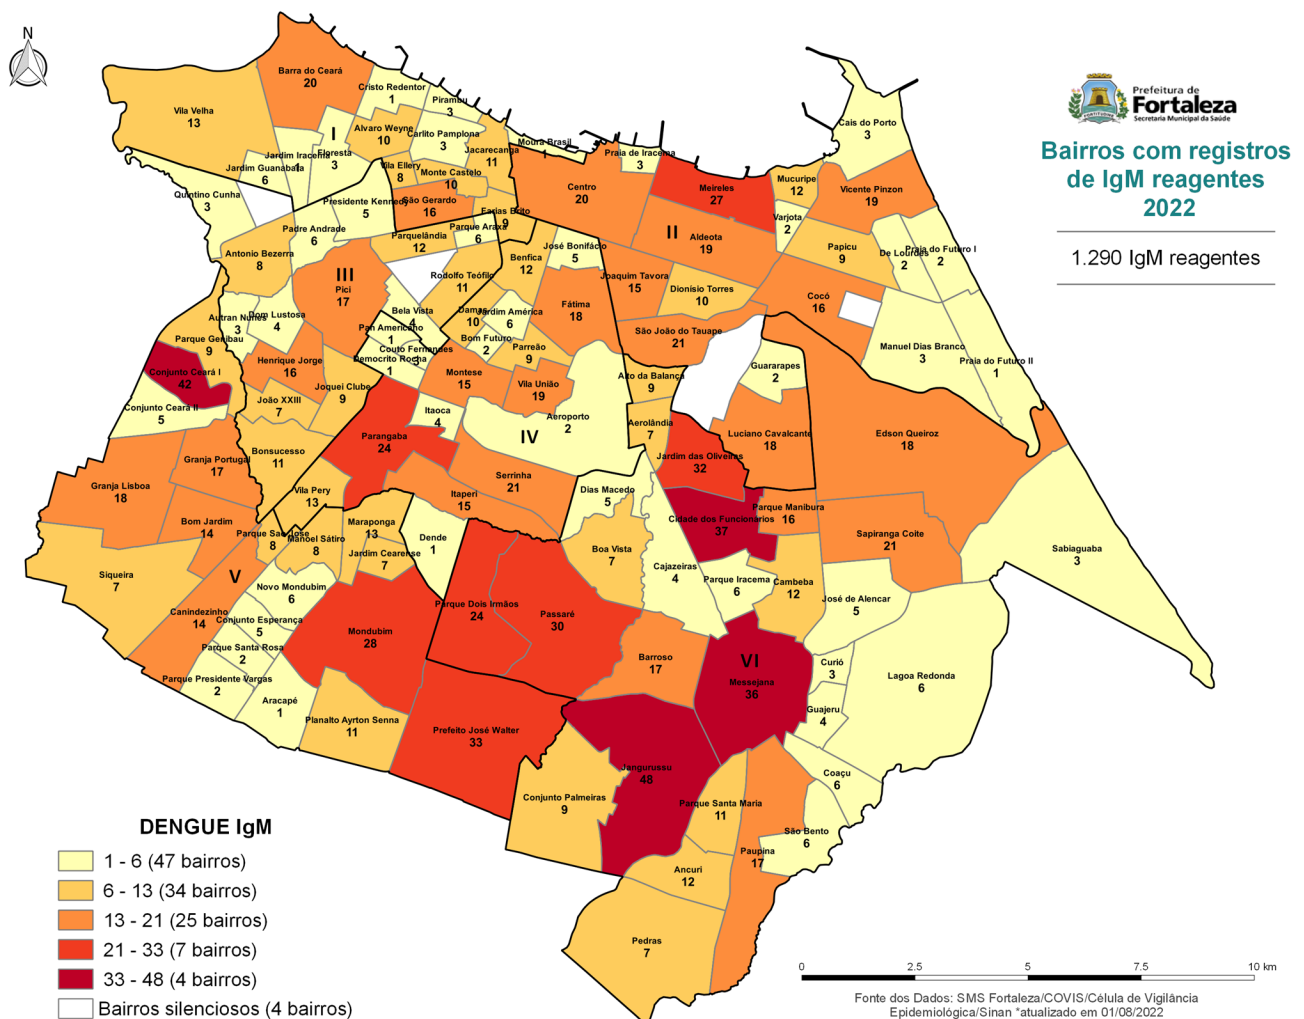 N
Prefeitura de
Fortaleza
Secretaria Municipal da Saúde
FORTITUDINE
Bairros com registros
de IgM reagentes
2022
1.290 IgM reagentes
Barra do Ceará
20
Cristo Redentor
1
Pirambu
3
Vila Velha
13
I
Alvaro Weyne
10
Carlito Pamplona
3
Jacarecanga
11
Moura Brasil
1
Praia de Iracema
3
Cais do Porto
3
Jardim Iracema
Floresta
3
Jardim Guanabara
6
Vila Ellery
8
Monte Castelo
10
Quintino Cunha
3
Presidente Kennedy
5
São Gerardo
16
Farias Brito
9
Centro
20
Meireles
27
Mucuripe
12
Vicente Pinzon
19
Varjota
2
Padre Andrade
6
Parque Araxá
6
Parquelândia
12
II
Aldeota
19
Papicu
9
De Lourdes
2
Praia do Futuro I
2
Antonio Bezerra
8
III
Pici
17
Rodolfo Teófilo
11
Benfica
12
José Bonifácio
5
Joaquim Tavora
15
Dionísio Torres
10
Cocó
16
Autran Nunes
3
Dom Lustosa
4
Bela Vista
4
Damas
10
Jardim América
6
Fátima
18
São João do Tauape
21
Pan Americano
1
Bom Futuro
2
Parreão
9
Manuel Dias Branco
3
Praia do Futuro II
1
Parque Genibau
9
Couto Fernandes
Democrito Rocha
1
Henrique Jorge
16
Conjunto Ceará I
42
Joquei Clube
9
Montese
15
Vila União
19
Alto da Balança
9
Guararapes
2
João XXIII
7
Conjunto Ceará II
5
Itaoca
4
Aeroporto
2
IV
Aerolândia
7
Luciano Cavalcante
18
Edson Queiroz
18
Parangaba
24
Bonsucesso
11
Granja Portugal
17
Jardim das Oliveiras
32
Serrinha
21
Granja Lisboa
18
Vila Pery
13
Itaperi
15
Dias Macedo
5
Parque Manibura
16
Cidade dos Funcionários
37
Bom Jardim
14
Parque Sao Jose
8
Manoel Sátiro
8
Maraponga
13
Dende
1
Jardim Cearense
7
Boa Vista
7
Sapiranga Coite
21
Sabiaguaba
3
Siqueira
7
V
Novo Mondubim
6
Cajazeiras
4
Parque Iracema
6
Cambeba
12
José de Alencar
5
Canindezinho
14
Conjunto Esperança
5
Parque Dois Irmãos
24
Passaré
30
Mondubim
28
Parque Santa Rosa
2
Barroso
17
VI
Messejana
36
Curió
3
Lagoa Redonda
6
Parque Presidente Vargas
2
Aracapé
1
Planalto Ayrton Senna
11
Prefeito José Walter
33
Guajeru
4
Jangurussu
48
Coaçu
6
Conjunto Palmeiras
9
Parque Santa Maria
11
São Bento
6
Paupina
17
Ancuri
12
Pedras
7
DENGUE IgM
1 - 6 (47 bairros)
6 - 13 (34 bairros)
13 - 21 (25 bairros)
21 - 33 (7 bairros)
33 - 48 (4 bairros)
Bairros silenciosos (4 bairros)
0 2.5 5 7.5 10 km
Fonte dos Dados: SMS Fortaleza/COVIS/Célula de Vigilância
Epidemiológica/Sinan *atualizado em 01/08/2022